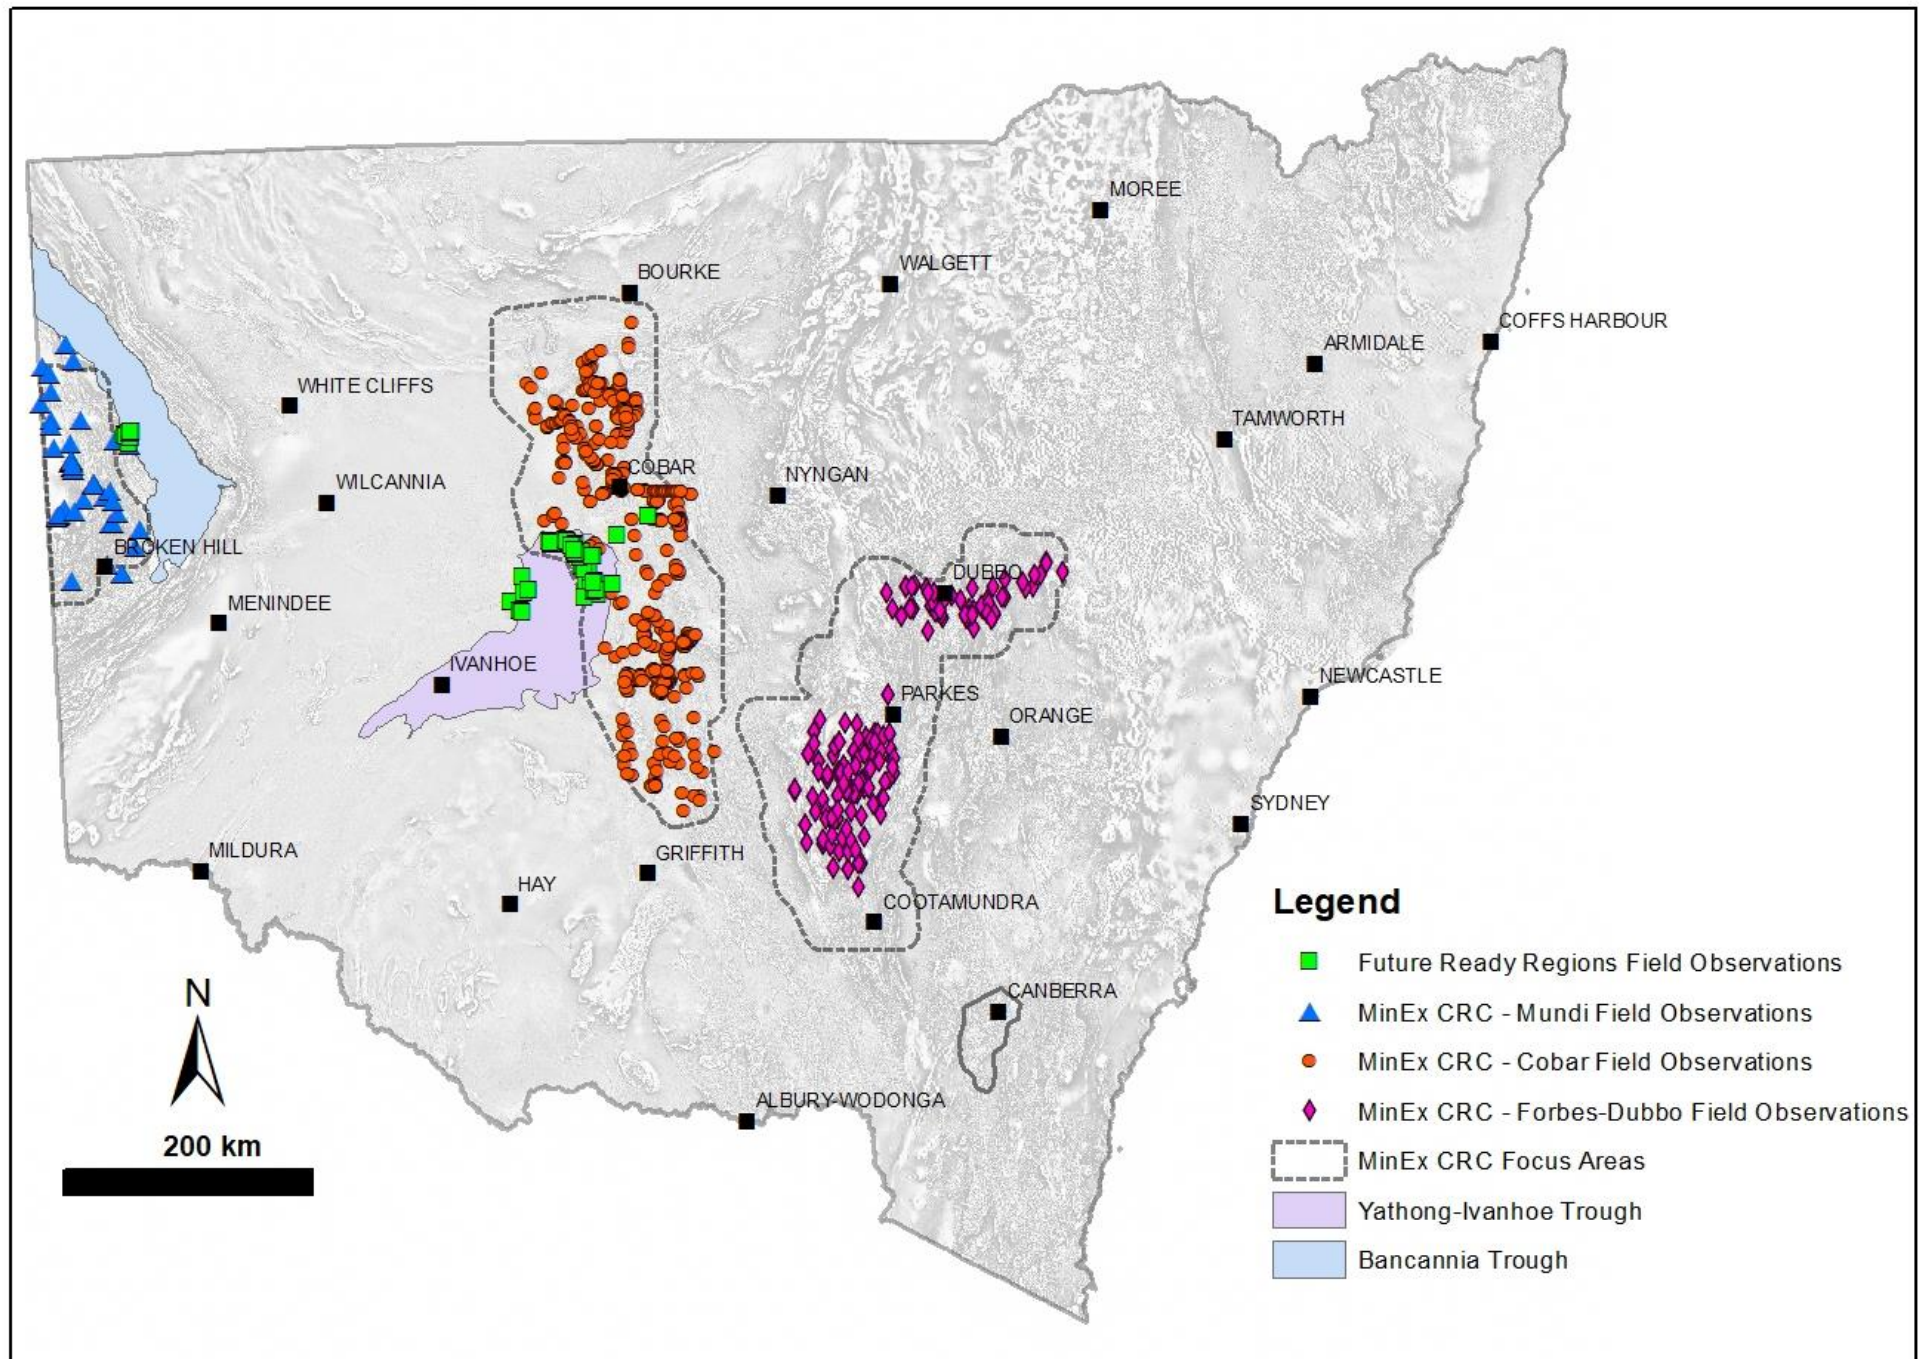 MOREE
WALGETT
BOURKE
COFFS HARBOUR
ARMIDALE
WHITE CLIFFS
TAMWORTH
COBAR
NYNGAN
WILCANNIA
BROKEN HILL
DUBBO
MENINDEE
IVANHOE
NEWCASTLE
PARKES
ORANGE
SYDNEY
MILDURA
GRIFFITH
HAY
COOTAMUNDRA
CANBERRA
ALBURY-WODONGA
N
200 km
Legend
Future Ready Regions Field Observations
MinEx CRC - Mundi Field Observations
MinEx CRC - Cobar Field Observations
MinEx CRC - Forbes-Dubbo Field Observations
MinEx CRC Focus Areas
Yathong-Ivanhoe Trough
Bancannia Trough